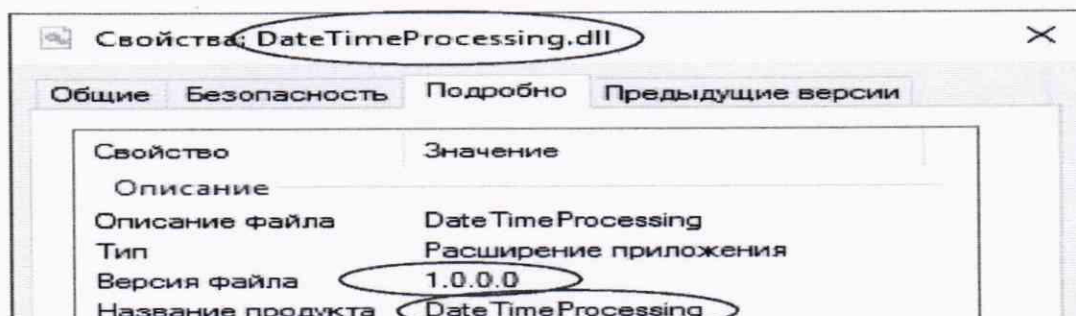 Свойства: DateTimeProcessing.dll
Общие Безопасность Подробно Предыдущие версии
Свойство Значение
Описание
Описание файла DateTimeProcessing
Тип Расширение приложения
Версия файла 1.0.0.0
Название продукта DateTimeProcessing